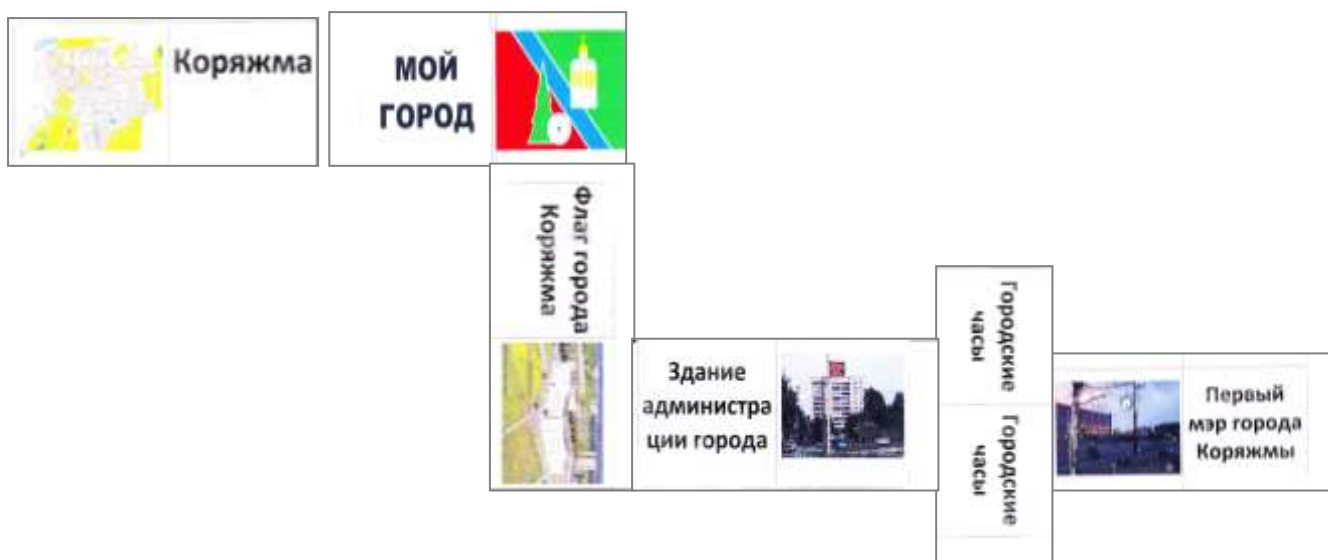 Коряжма
МОЙ
ГОРОД
Флаг города
Коряжма
Здание
администра
ции города
Городские
часы
Городские
часы
Первый
мэр города
Коряжмы